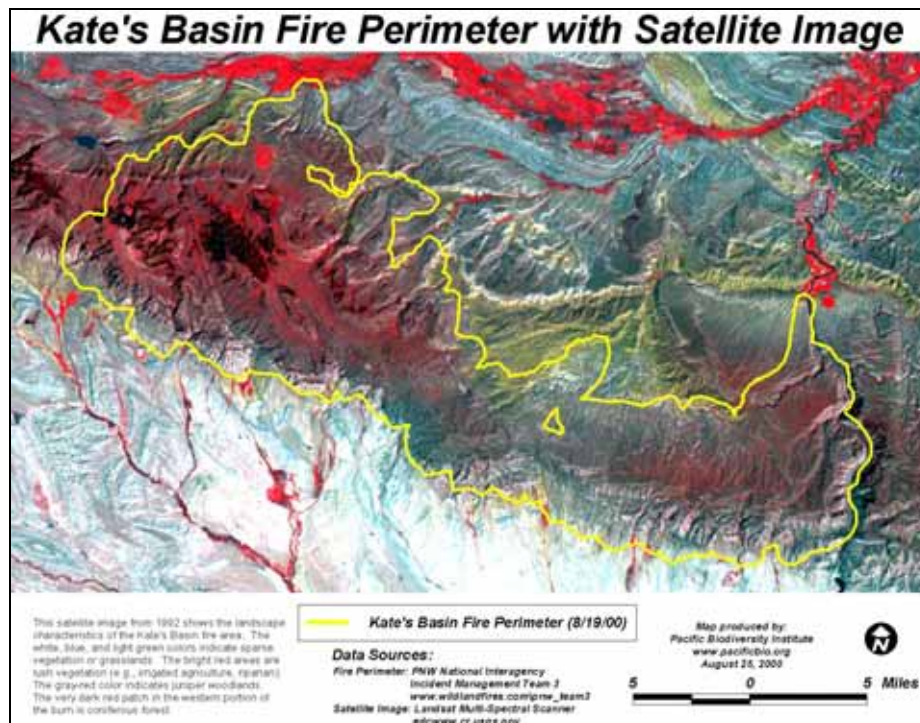 Kate's Basin Fire Perimeter with Satellite Image
This satellite image from 1992 shows the landscape
characteristics of the Kate's Basin fire area. The
white, blue, and light green colors indicate sparse
vegetation or grasslands. The bright red areas are
lush vegetation (e.g., irrigated agriculture, riparian).
The gray-red color indicates juniper woodlands.
The very dark red patch in the western portion of
the burn is coniferous forest.
Kate's Basin Fire Perimeter (8/19/00)
Data Sources:
Fire Perimeter: PNW National Interagency
Incident Management Team 3
www.wildlandfires.com/pnw_team3
Satellite Image: Landsat Multi-Spectral Scanner
Map produced by:
Pacific Biodiversity Institute
www.pacificbio.org
August 25, 2000
N
5 0 5 Miles